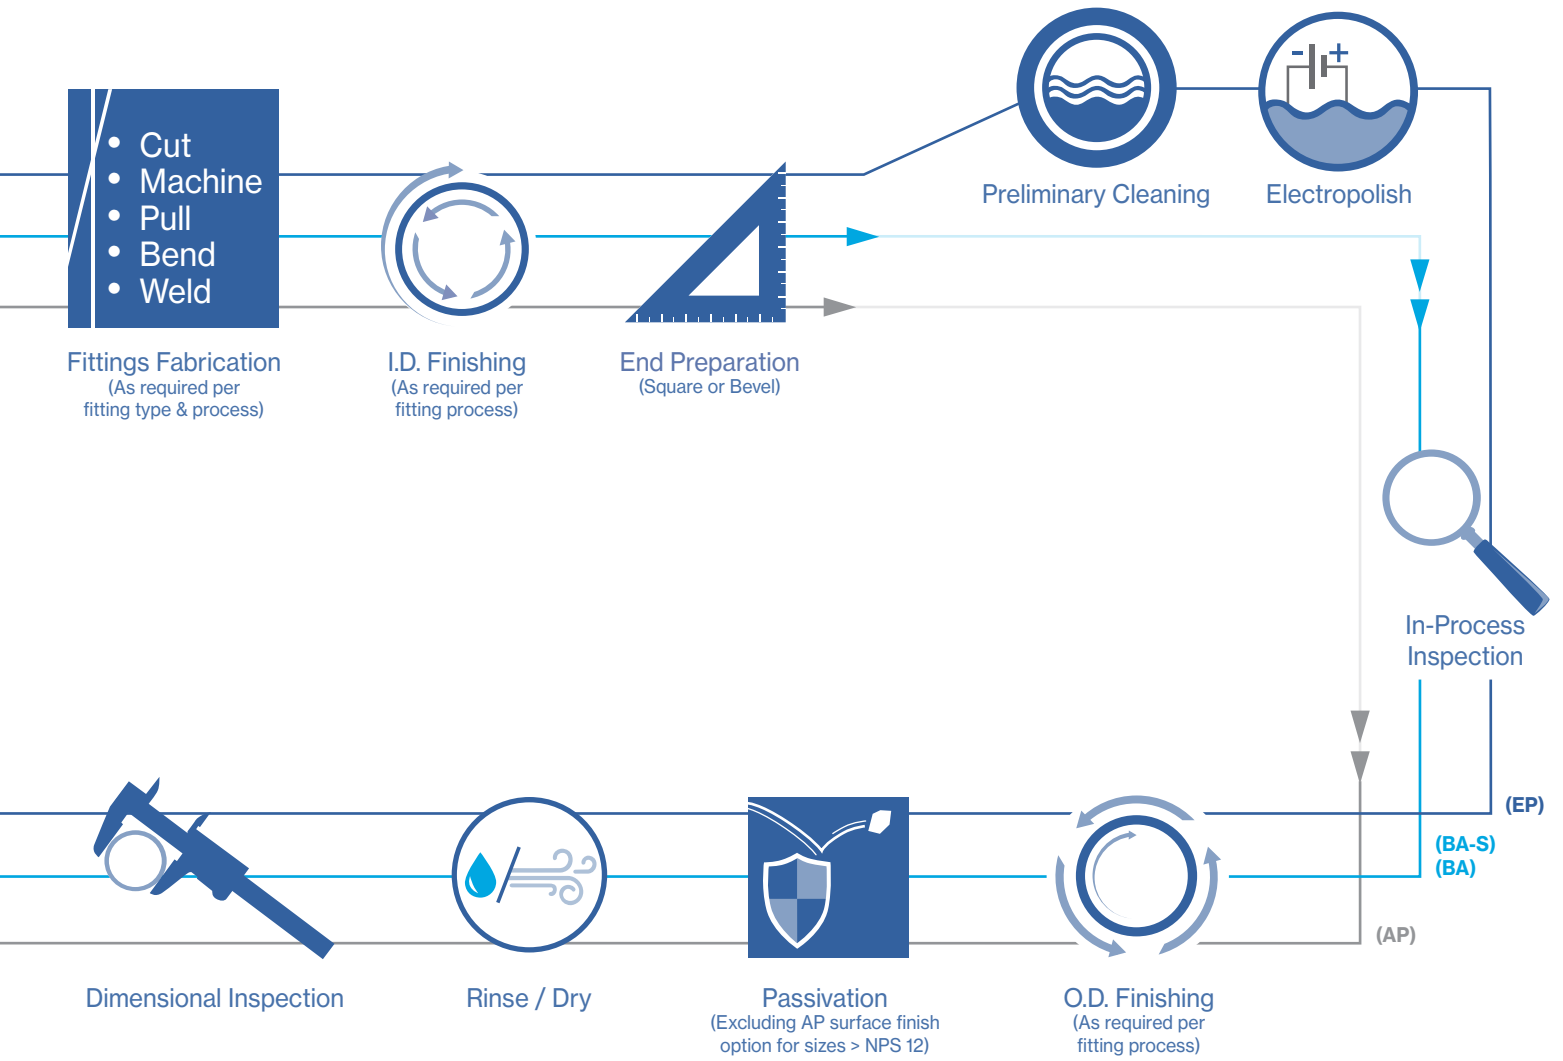 • Cut
• Machine
• Pull
• Bend
• Weld
Fittings Fabrication
(As required per
fitting type & process)
I.D. Finishing
(As required per
fitting process)
End Preparation
(Square or Bevel)
Preliminary Cleaning
- +
Electropolish
In-Process
Inspection
(EP)
(BA-S)
(BA)
(AP)
Dimensional Inspection
Rinse / Dry
Passivation
(Excluding AP surface finish
option for sizes > NPS 12)
O.D. Finishing
(As required per
fitting process)